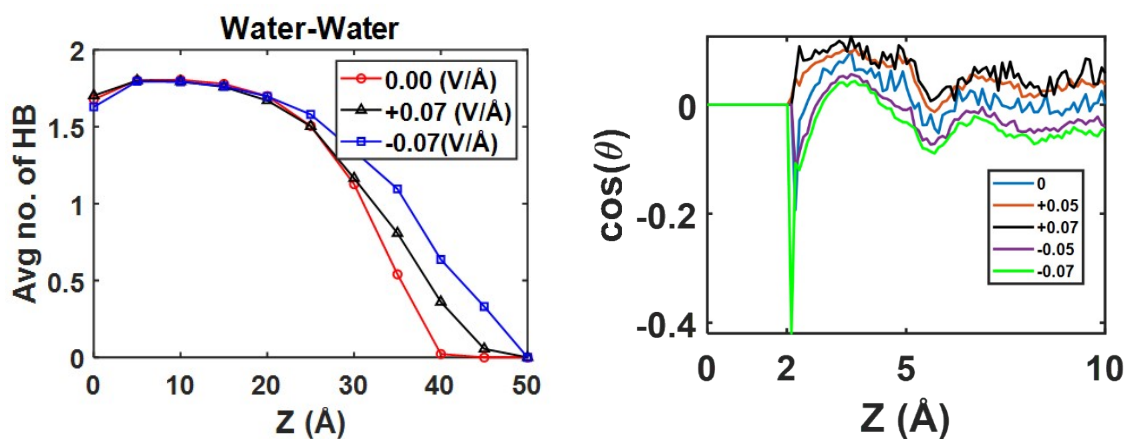 Water-Water
Avg no. of HB
2
1.5
1
0.5
0
0.00 (V/Å)
+0.07 (V/Å)
-0.07(V/Å)
0 10 20 30 40 50
Z (Å)
cos(θ)
0
-0.2
-0.4
0
+0.05
+0.07
-0.05
-0.07
0 2 5 10
Z (Å)